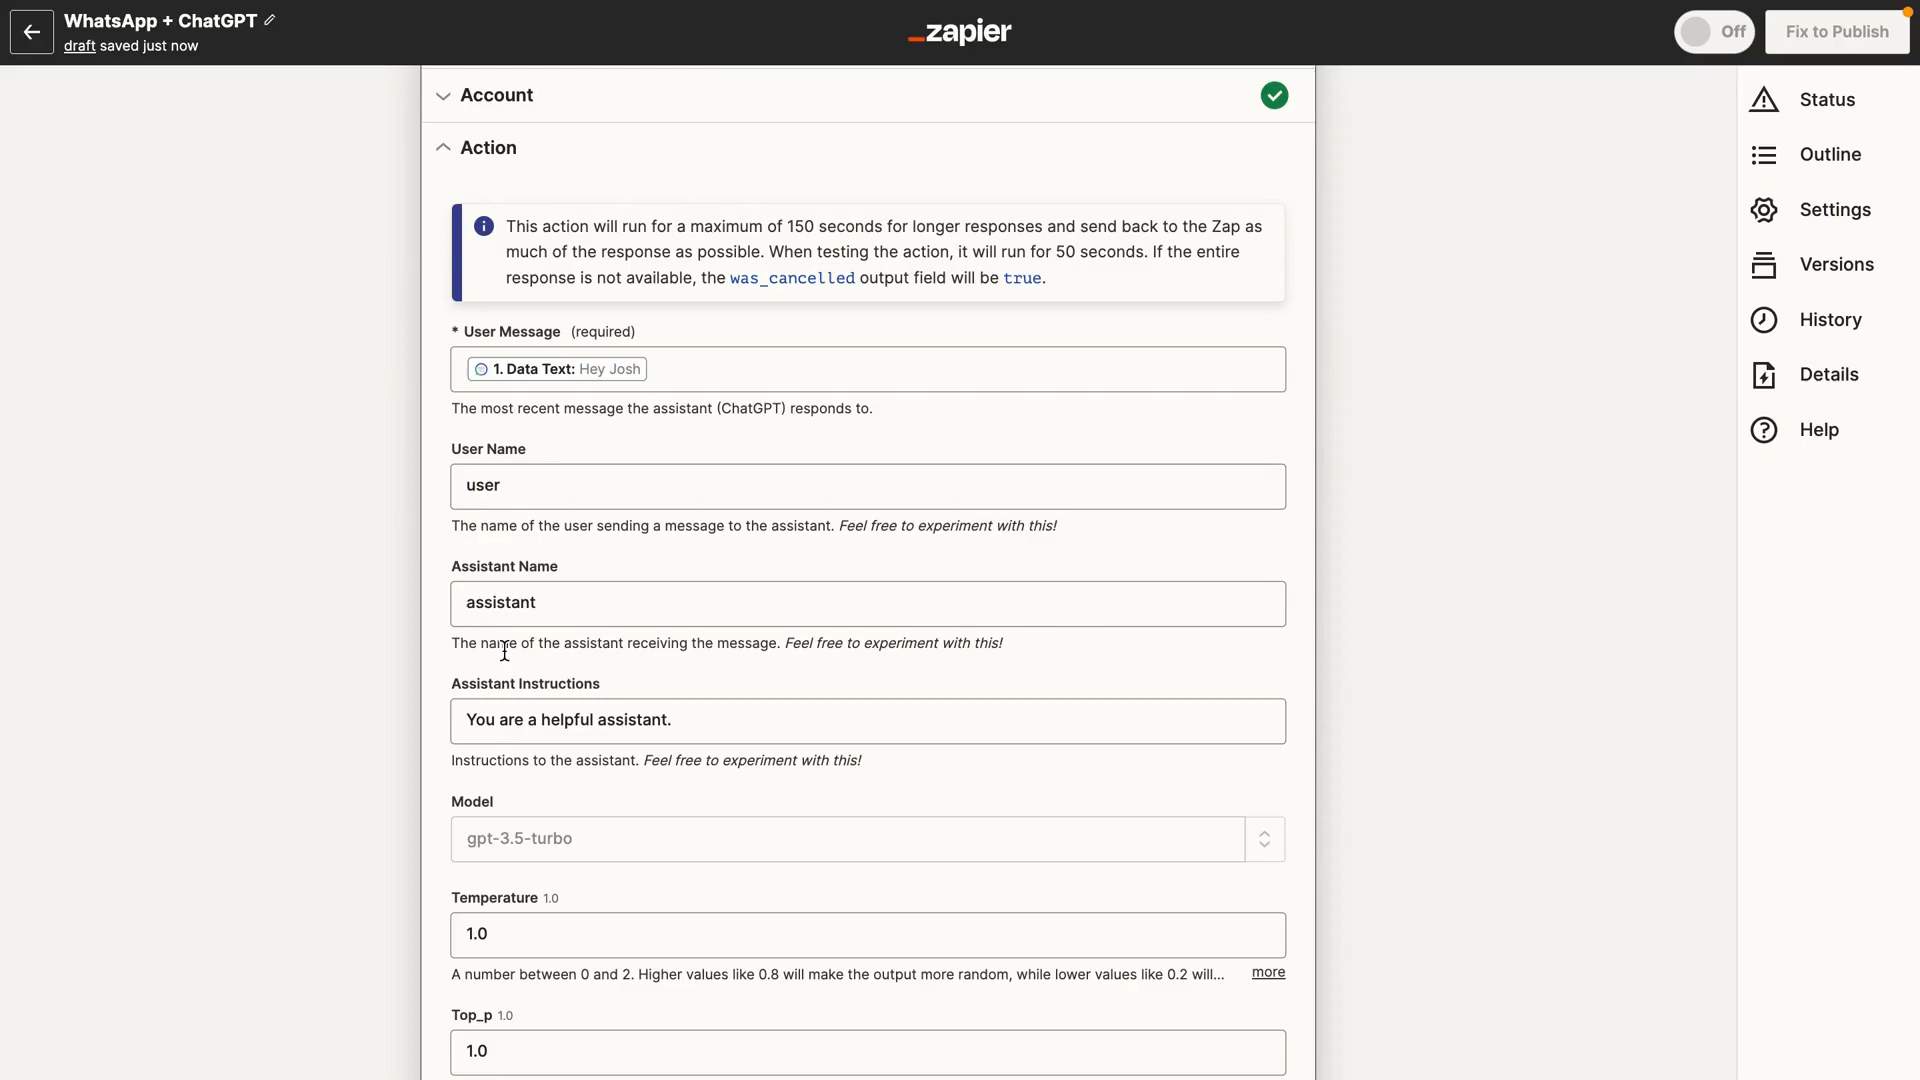 WhatsApp + ChatGPT
draft saved just now
zapier
Off
Fix to Publish
Account
Action
This action will run for a maximum of 150 seconds for longer responses and send back to the Zap as
much of the response as possible. When testing the action, it will run for 50 seconds. If the entire
response is not available, the was_cancelled output field will be true.
* User Message (required)
1. Data Text: Hey Josh
The most recent message the assistant (ChatGPT) responds to.
User Name
user
The name of the user sending a message to the assistant. Feel free to experiment with this!
Assistant Name
assistant
The name of the assistant receiving the message. Feel free to experiment with this!
Assistant Instructions
You are a helpful assistant.
Instructions to the assistant. Feel free to experiment with this!
Model
gpt-3.5-turbo
Temperature 1.0
1.0
A number between 0 and 2. Higher values like 0.8 will make the output more random, while lower values like 0.2 will... more
Top_p 1.0
1.0
Status
Outline
Settings
Versions
History
Details
Help